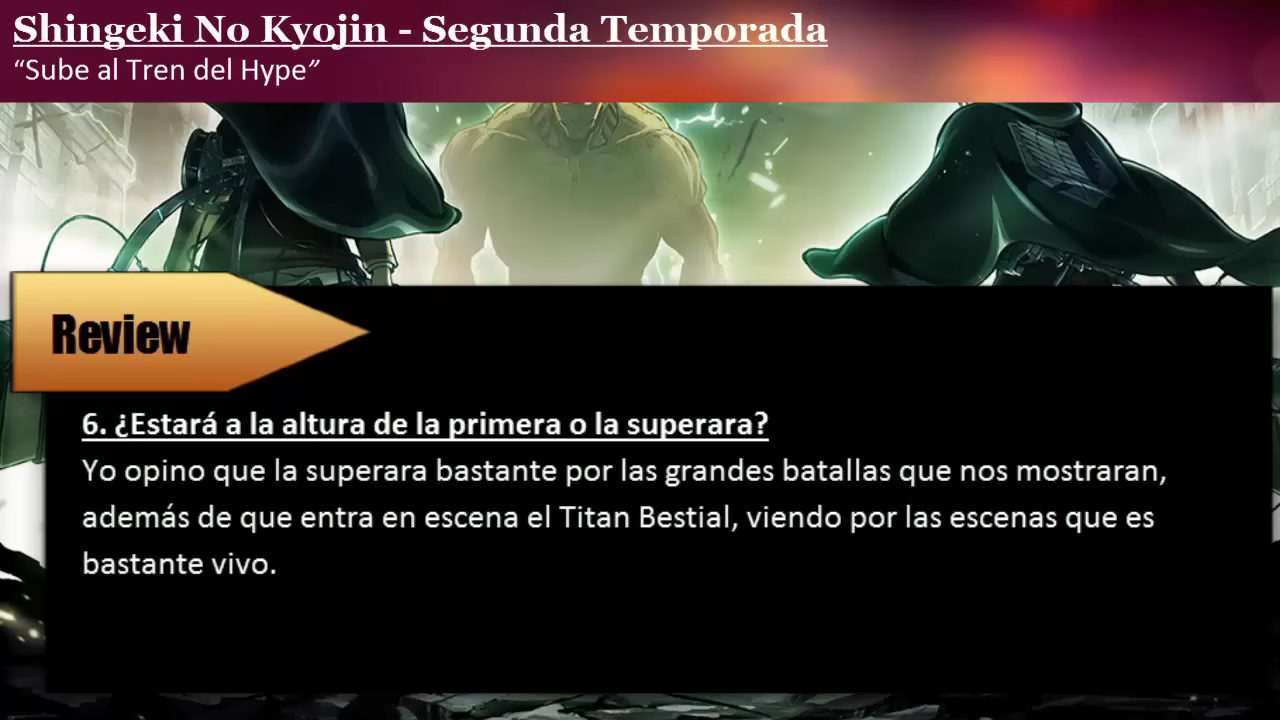 Shingeki No Kyojin - Segunda Temporada
“Sube al Tren del Hype”
Review
6. ¿Estará a la altura de la primera o la superara?
Yo opino que la superara bastante por las grandes batallas que nos mostraran,
además de que entra en escena el Titan Bestial, viendo por las escenas que es
bastante vivo.